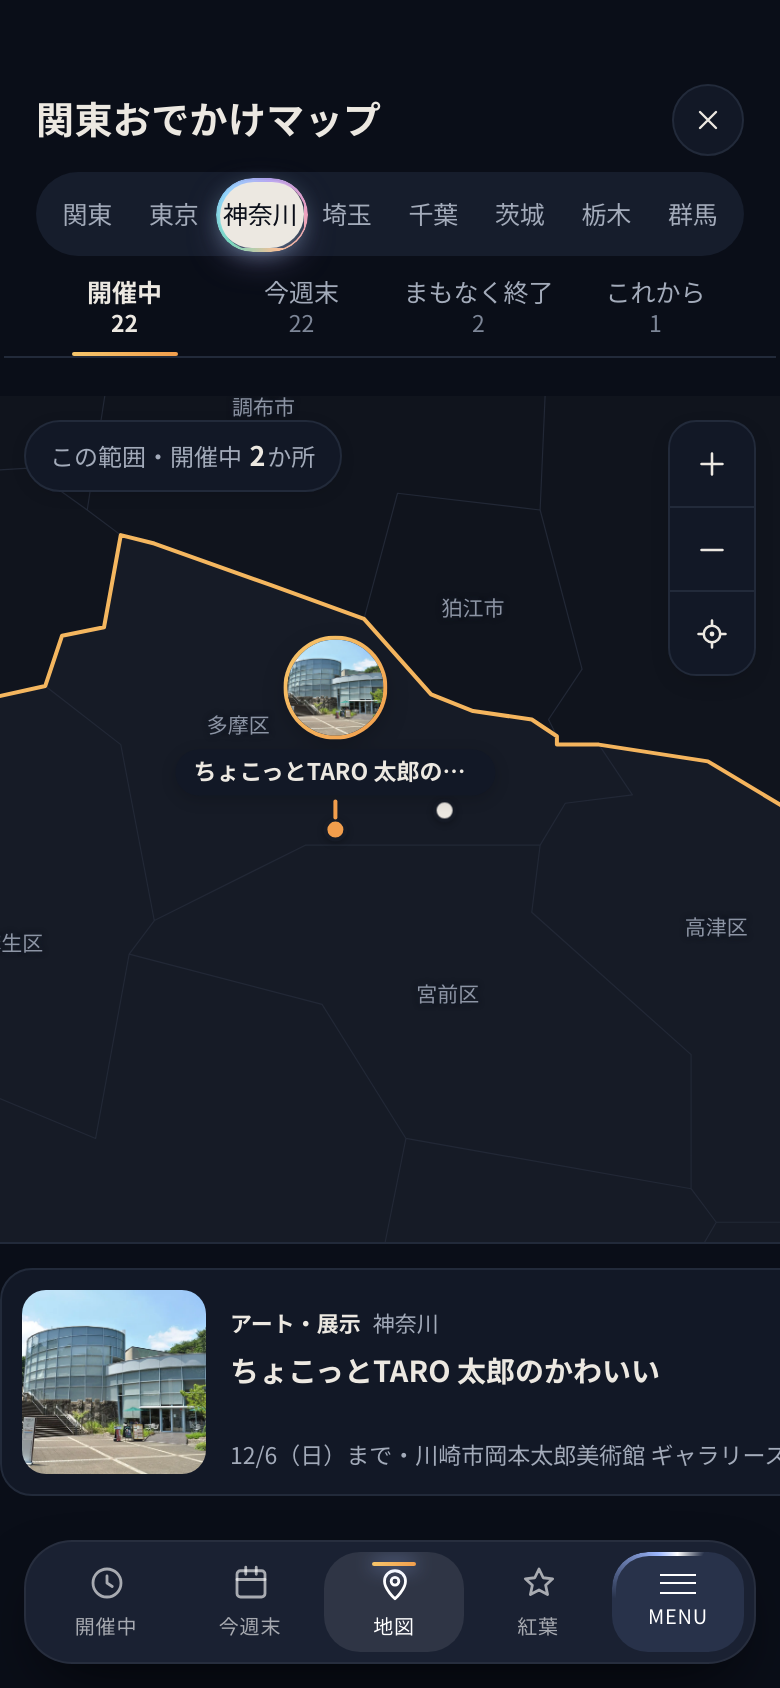 関東おでかけマップ
関東 東京 神奈川 埼玉 千葉 茨城 栃木 群馬
開催中 今週末 まもなく終了 これから
22 22 2 1
調布市
この範囲・開催中 2か所
狛江市
多摩区
ちょこっとTARO 太郎の…
高津区
生区
宮前区
アート・展示 神奈川
ちょこっとTARO 太郎のかわいい
12/6（日）まで・川崎市岡本太郎美術館 ギャラリース
開催中 今週末 地図 紅葉 MENU